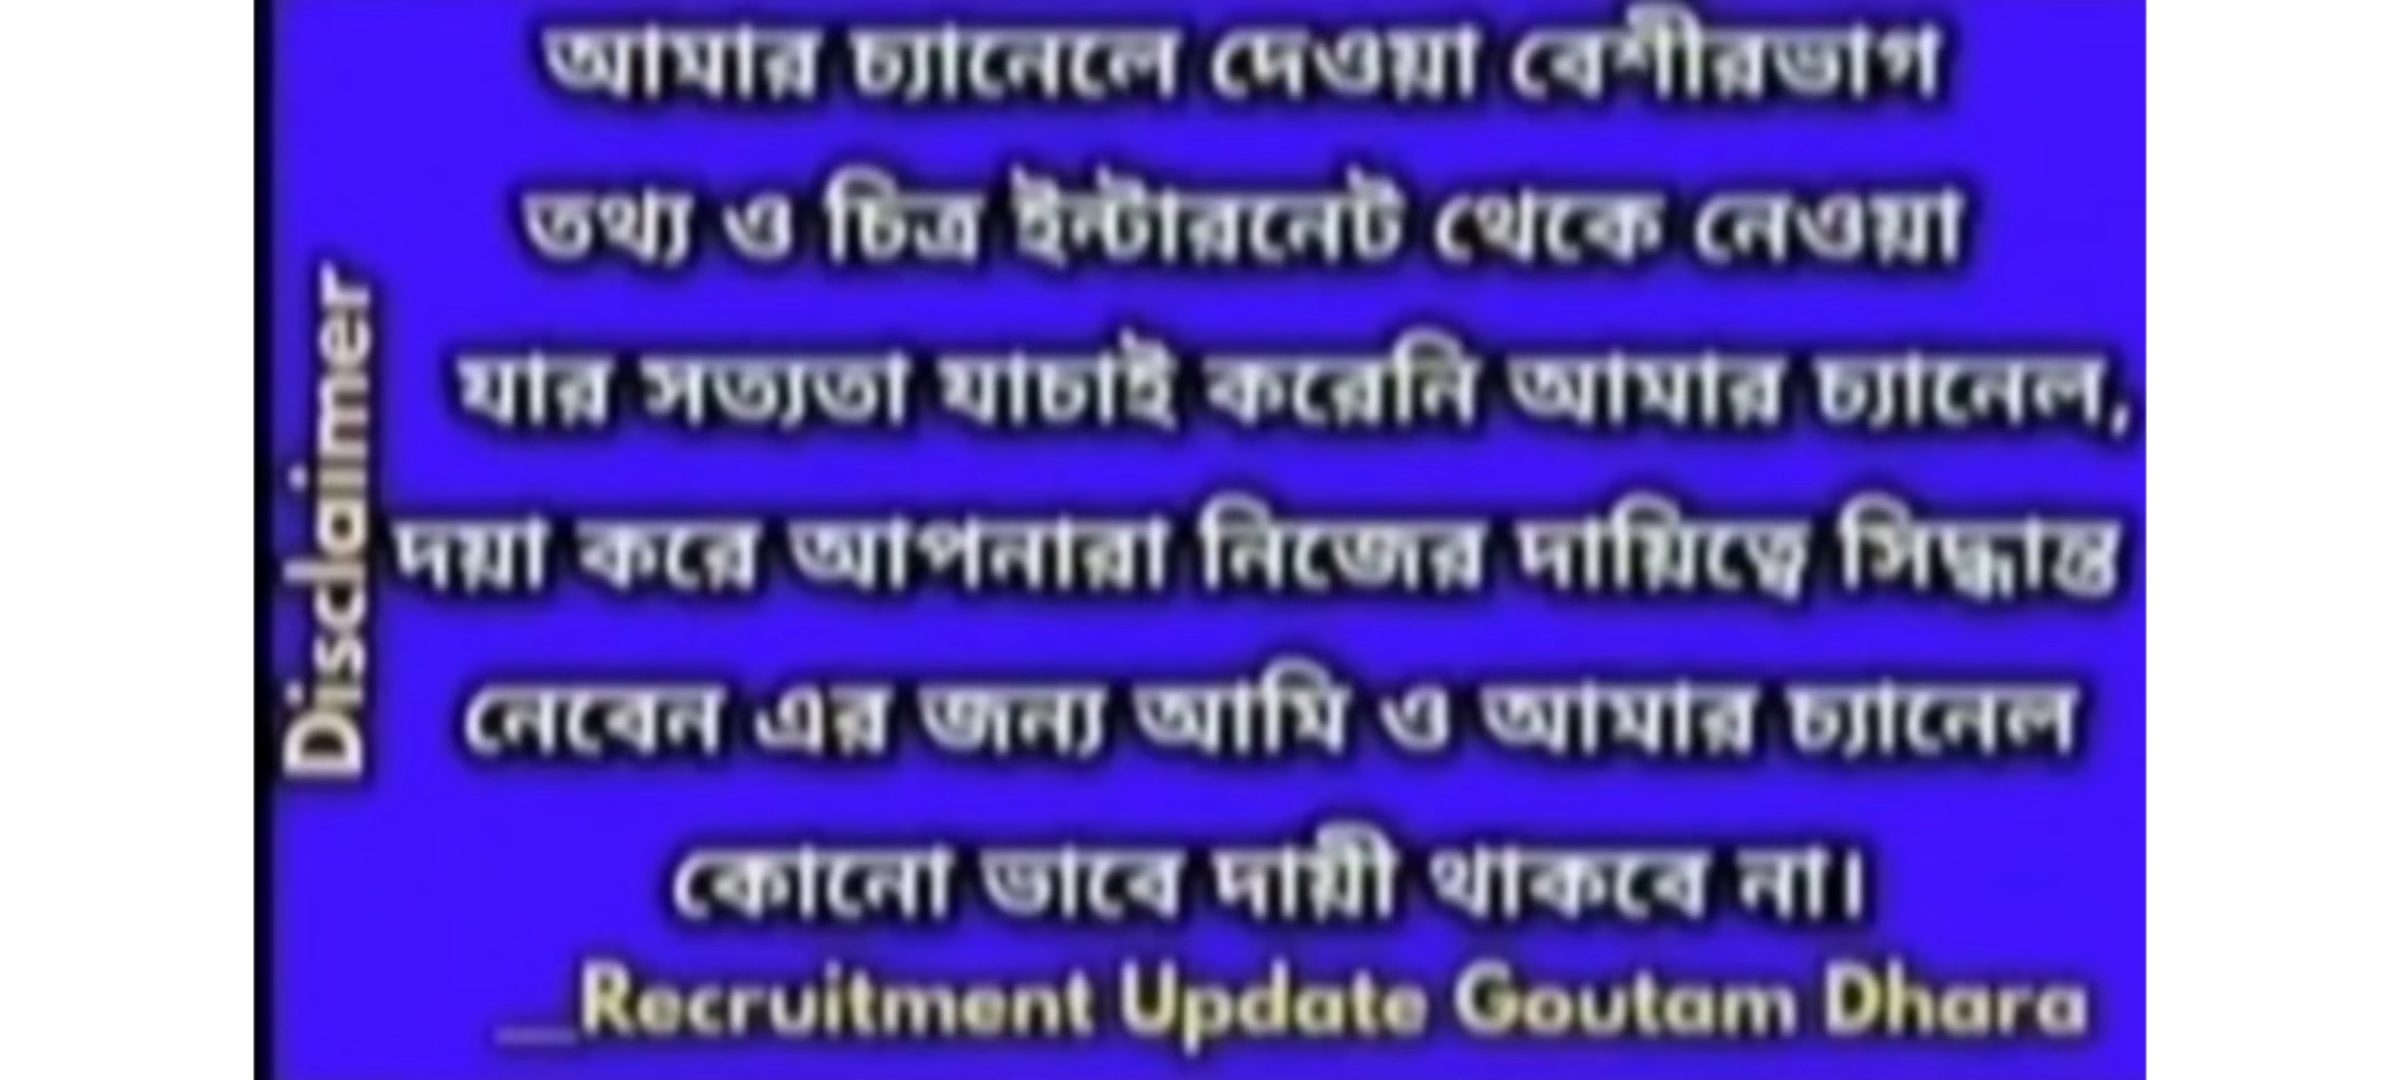 Disclaimer
আমার চ্যানেলে দেওয়া বেশীরভাগ
তথ্য ও চিত্র ইন্টারনেট থেকে নেওয়া
যার সত্যতা যাচাই করেনি আমার চ্যানেল,
দয়া করে আপনারা নিজের দায়িত্বে সিদ্ধান্ত
নেবেন এর জন্য আমি ও আমার চ্যানেল
কোনো ভাবে দায়ী থাকবে না।
__Recruitment Update Goutam Dhara